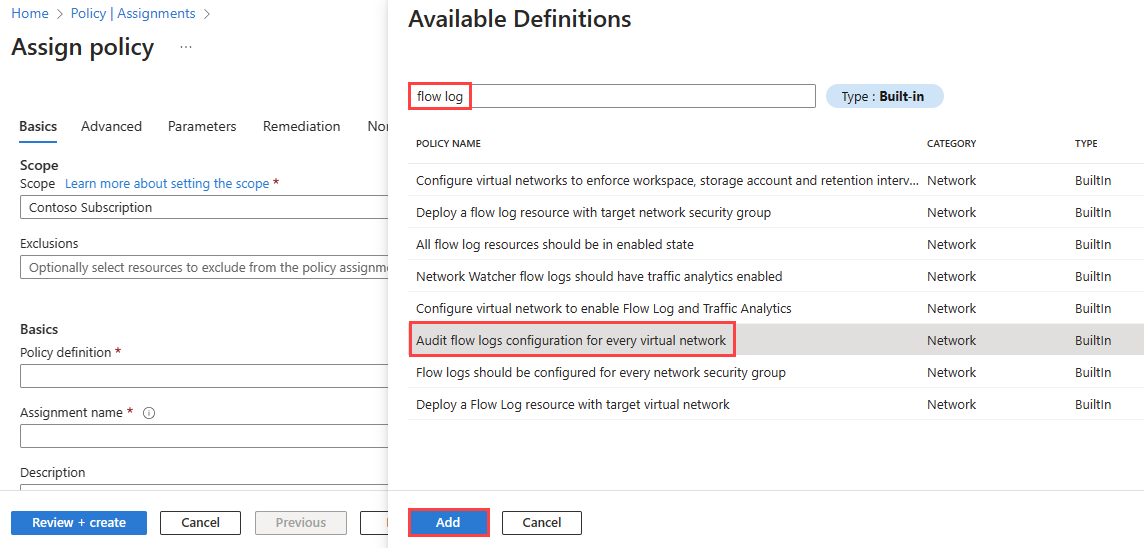 Home > Policy | Assignments >
Assign policy ...
Basics Advanced Parameters Remediation Non
Scope
Scope Learn more about setting the scope *
Contoso Subscription
Exclusions
Optionally select resources to exclude from the policy assignme
Basics
Policy definition *
Assignment name *
Description
Review + create Cancel Previous
Available Definitions
flow log Type : Built-in
POLICY NAME CATEGORY TYPE
Configure virtual networks to enforce workspace, storage account and retention interv... Network BuiltIn
Deploy a flow log resource with target network security group Network BuiltIn
All flow log resources should be in enabled state Network BuiltIn
Network Watcher flow logs should have traffic analytics enabled Network BuiltIn
Configure virtual network to enable Flow Log and Traffic Analytics Network BuiltIn
Audit flow logs configuration for every virtual network Network BuiltIn
Flow logs should be configured for every network security group Network BuiltIn
Deploy a Flow Log resource with target virtual network Network BuiltIn
Add Cancel